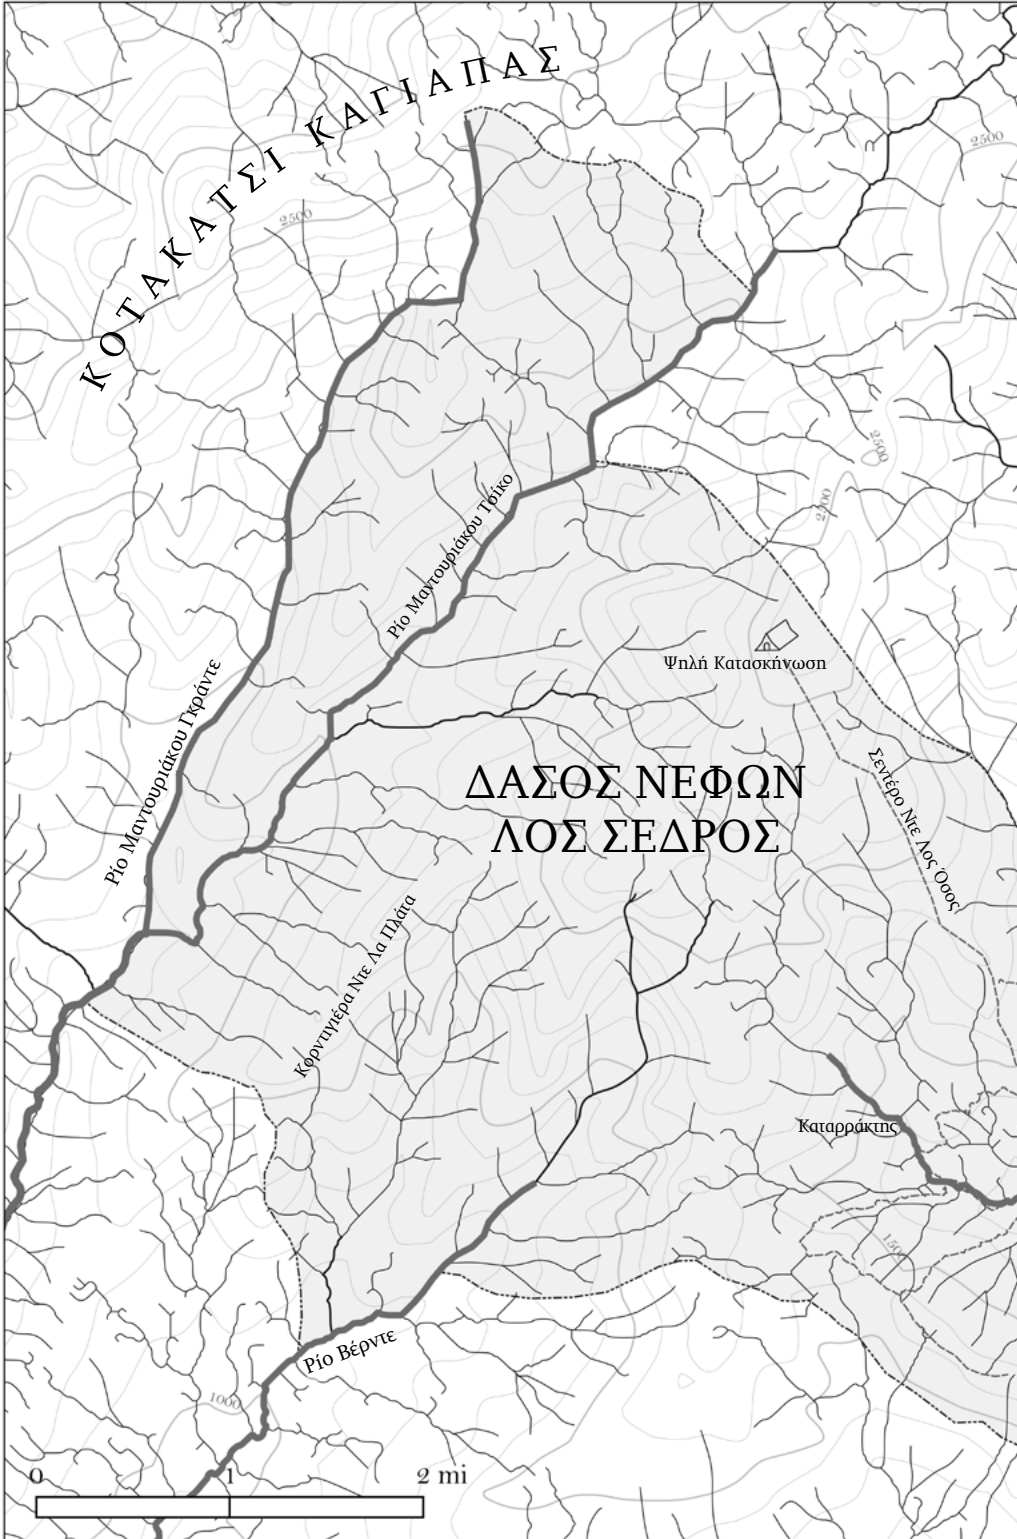 ΚΟΤΑΚΑΤΣΙ ΚΑΓΙΑΠΑΣ
2500
2500
2500
2500
Ρίο Μαντουριάκου Τσίκο
Ψηλή Κατασκήνωση
Ρίο Μαντουριάκου Γκράντε
ΔΑΣΟΣ ΝΕΦΩΝ
ΛΟΣ ΣΕΔΡΟΣ
Σεντέρο Ντε Λος Όσος
Κορντιγιέρα Ντε Λα Πλάτα
Καταρράκτης
1500
Ρίο Βέρντε
1000
0 1 2 mi